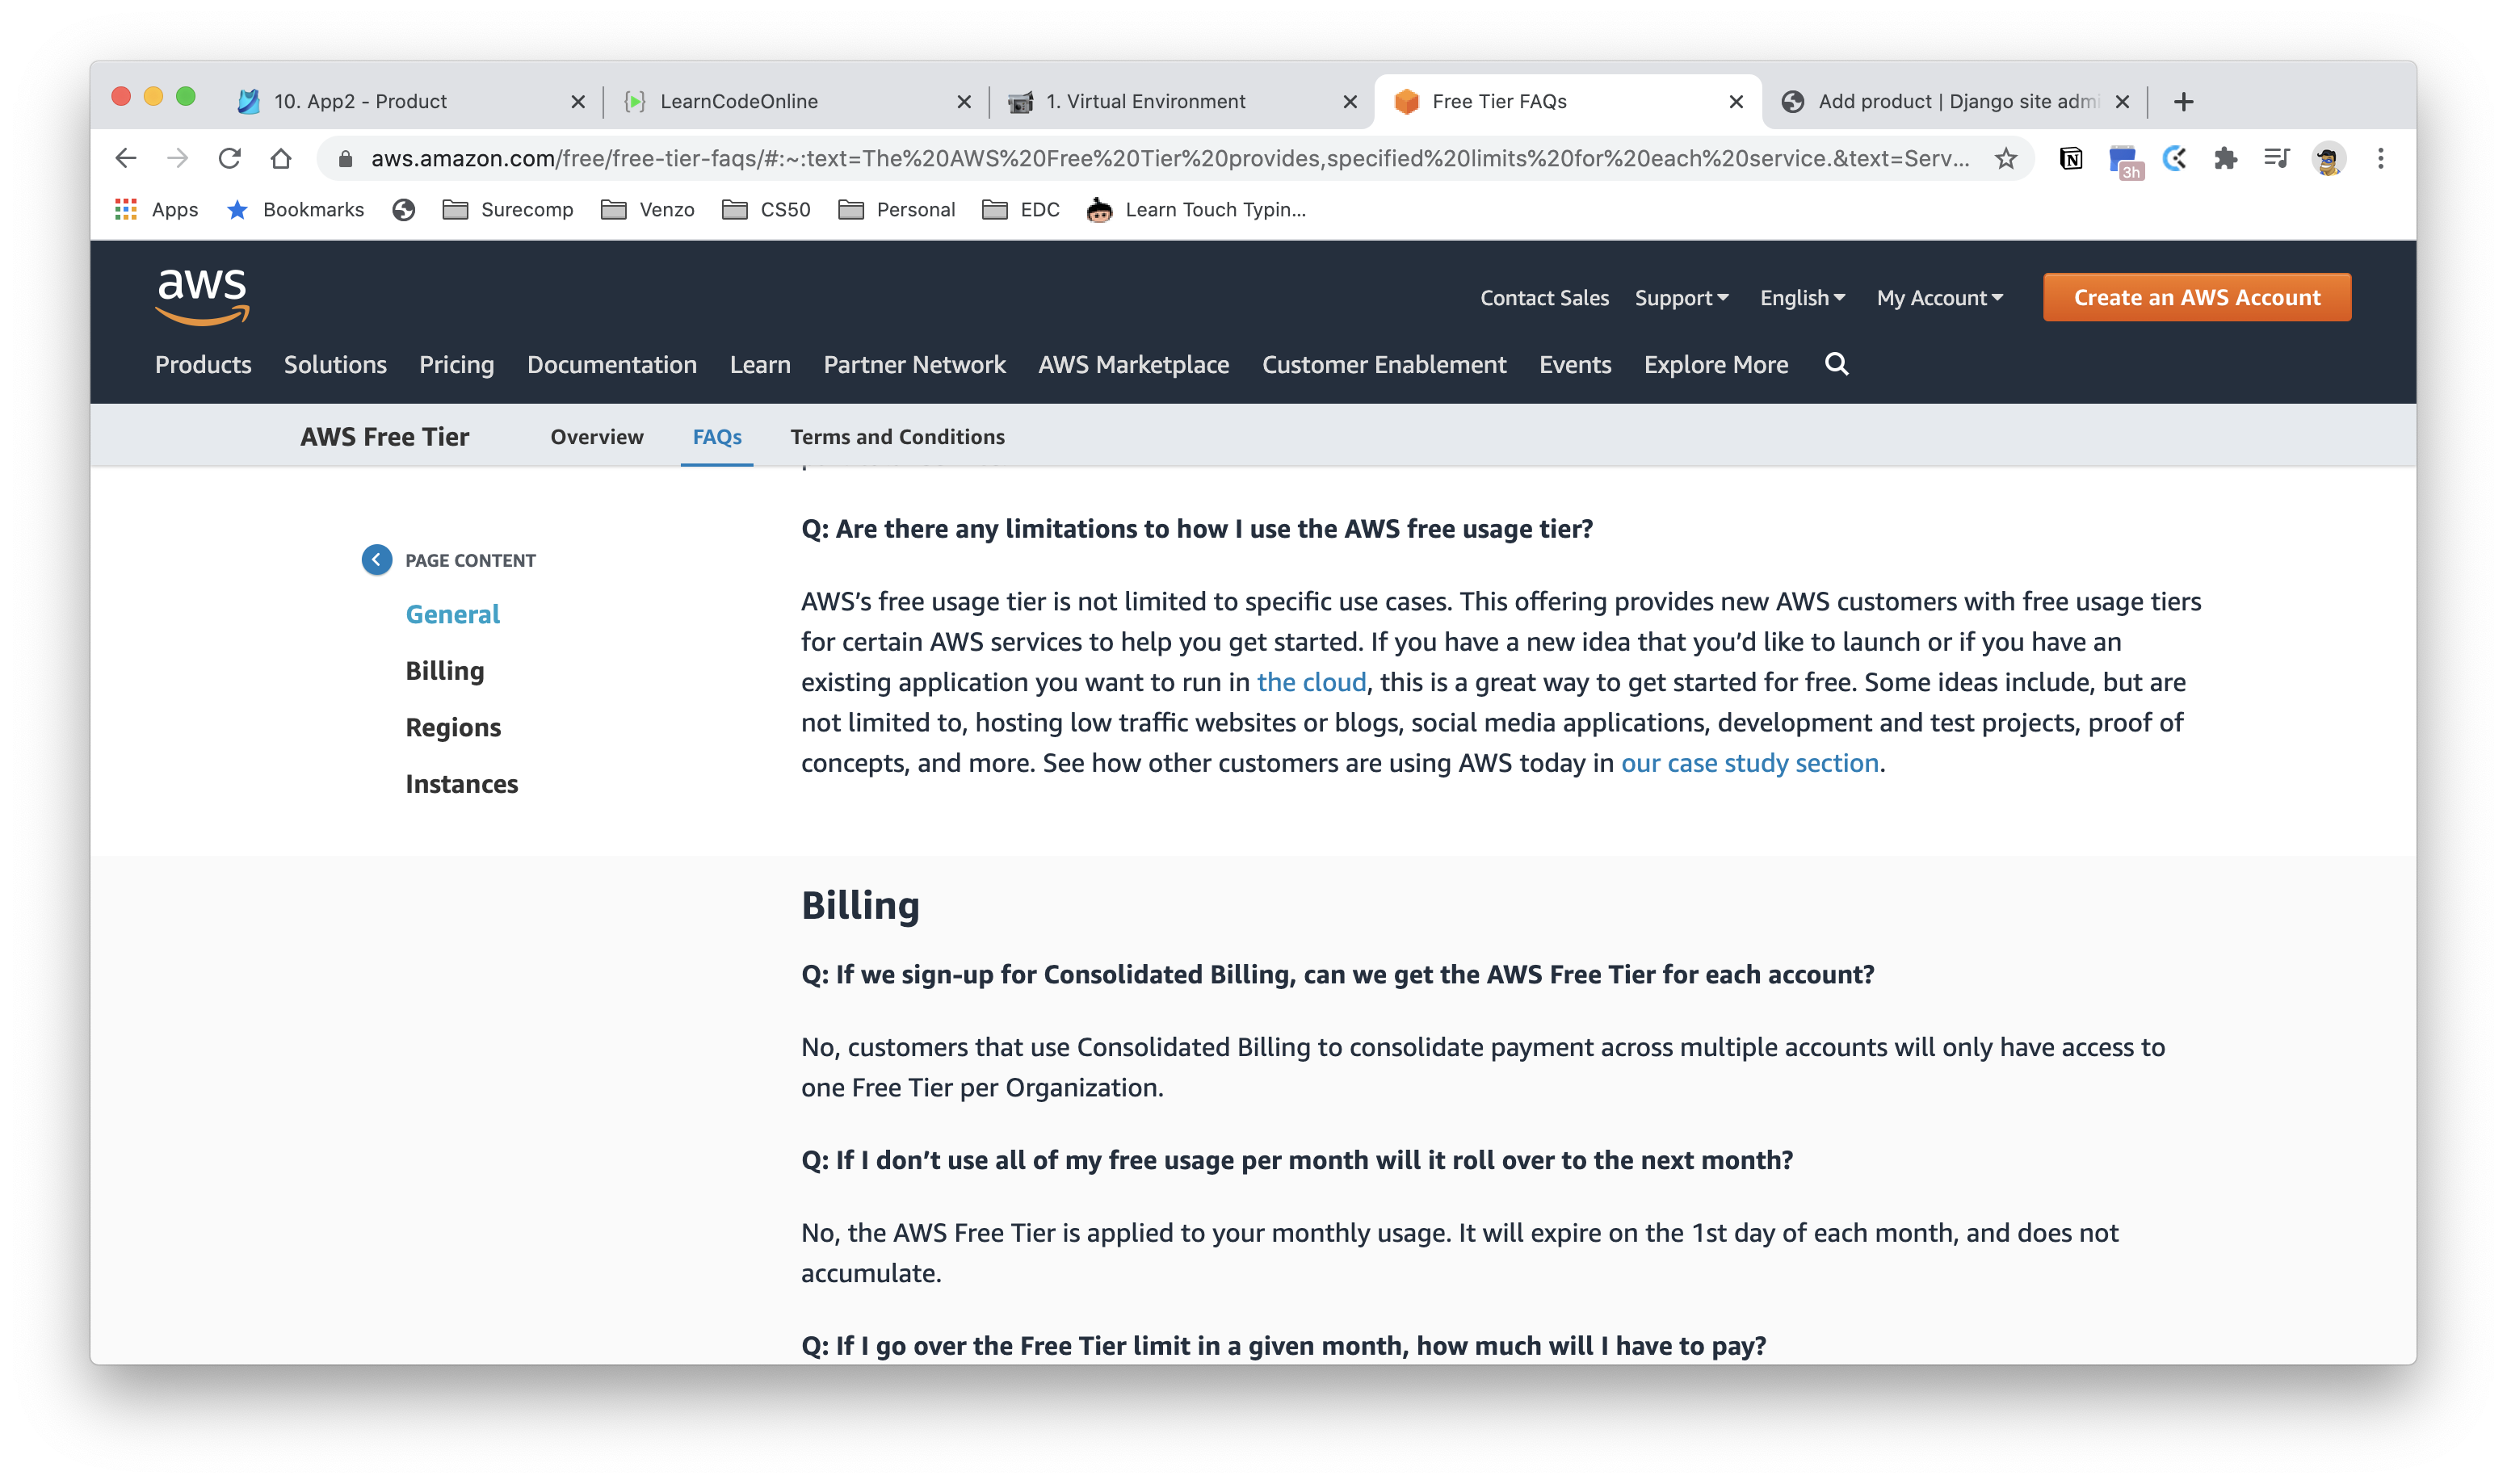 10. App2 - Product
LearnCodeOnline
1. Virtual Environment
Free Tier FAQs
Add product | Django site admi
aws.amazon.com/free/free-tier-faqs/#:~:text=The%20AWS%20Free%20Tier%20provides,specified%20limits%20for%20each%20service.&text=Serv...
3h
Apps
Bookmarks
Surecomp
Venzo
CS50
Personal
EDC
Learn Touch Typin...
aws
Contact Sales
Support
English
My Account
Create an AWS Account
Products
Solutions
Pricing
Documentation
Learn
Partner Network
AWS Marketplace
Customer Enablement
Events
Explore More
AWS Free Tier
Overview
FAQs
Terms and Conditions
PAGE CONTENT
General
Billing
Regions
Instances
Q: Are there any limitations to how I use the AWS free usage tier?
AWS’s free usage tier is not limited to specific use cases. This offering provides new AWS customers with free usage tiers
for certain AWS services to help you get started. If you have a new idea that you’d like to launch or if you have an
existing application you want to run in the cloud, this is a great way to get started for free. Some ideas include, but are
not limited to, hosting low traffic websites or blogs, social media applications, development and test projects, proof of
concepts, and more. See how other customers are using AWS today in our case study section.
Billing
Q: If we sign-up for Consolidated Billing, can we get the AWS Free Tier for each account?
No, customers that use Consolidated Billing to consolidate payment across multiple accounts will only have access to
one Free Tier per Organization.
Q: If I don’t use all of my free usage per month will it roll over to the next month?
No, the AWS Free Tier is applied to your monthly usage. It will expire on the 1st day of each month, and does not
accumulate.
Q: If I go over the Free Tier limit in a given month, how much will I have to pay?